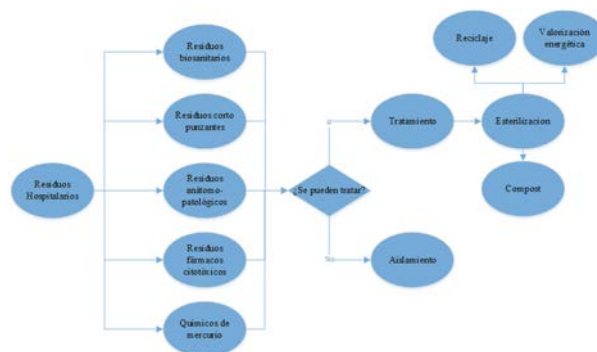 Residuos
Hospitalarios
Residuos
biosanitarios
Residuos corto
punzantes
Residuos
anátomo-
patológicos
Residuos
fármacos
citotóxicos
Químicos de
mercurio
¿Se pueden tratar?
No
Tratamiento
Aislamiento
Esterilizacion
Reciclaje
Valorización
energética
Compost